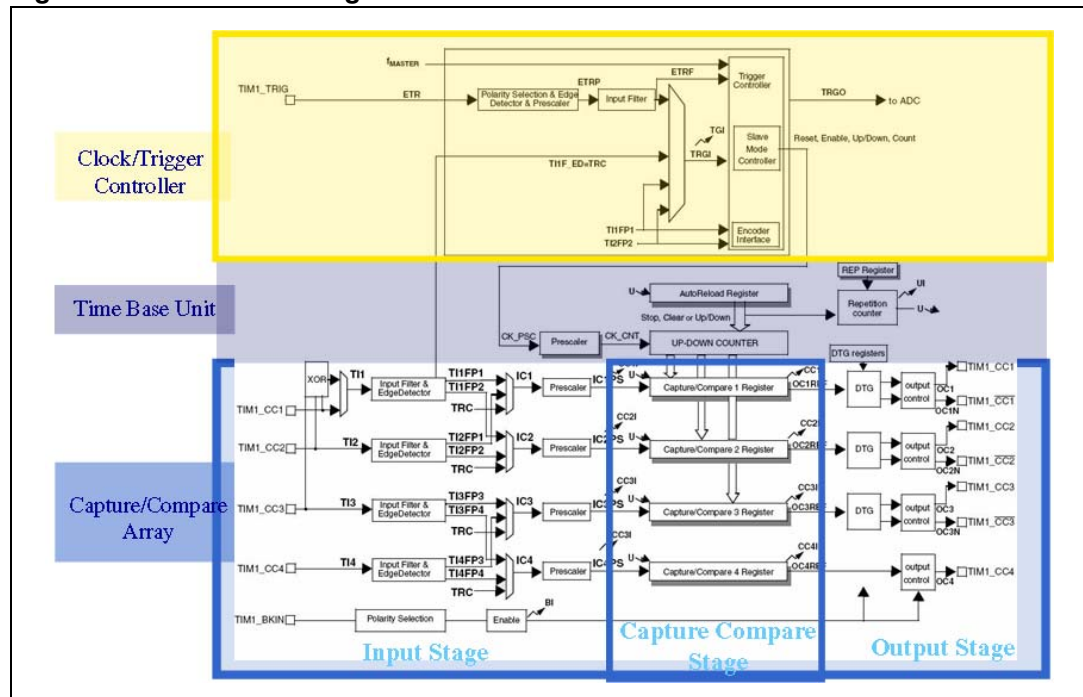 fMASTER
TIM1_TRIG
ETR
Polarity Selection & Edge
Detector & Prescaler
ETRP
Input Filter
ETRF
Trigger
Controller
TRGO
to ADC
Clock/Trigger
Controller
TI1F_ED=TRC
TGI
TRGI
Slave
Mode
Controller
Reset, Enable, Up/Down, Count
TI1FP1
TI2FP2
Encoder
Interface
Time Base Unit
REP Register
U
AutoReload Register
Stop, Clear or Up/Down
Repetition
counter
UI
U
CK_PSC
Prescaler
CK_CNT
UP-DOWN COUNTER
DTG registers
Capture/Compare
Array
XOR
TI1
TIM1_CC1
Input Filter &
EdgeDetector
TI1FP1
TI1FP2
TRC
IC1
Prescaler
IC1PS
U
Capture/Compare 1 Register
OC1REF
DTG
output
control
OC1
OC1N
TIM1_CC1
TIM1_CC1
TIM1_CC2
TI2
Input Filter &
EdgeDetector
TI2FP1
TI2FP2
TRC
IC2
Prescaler
CC2I
IC2PS
U
Capture/Compare 2 Register
CC2I
OC2REF
DTG
output
control
OC2
OC2N
TIM1_CC2
TIM1_CC2
TIM1_CC3
TI3
Input Filter &
EdgeDetector
TI3FP3
TI3FP4
TRC
IC3
Prescaler
CC3I
IC3PS
U
Capture/Compare 3 Register
CC3I
OC3REF
DTG
output
control
OC3
OC3N
TIM1_CC3
TIM1_CC3
TIM1_CC4
TI4
Input Filter &
EdgeDetector
TI4FP3
TI4FP4
TRC
IC4
Prescaler
CC3I
IC4PS
U
Capture/Compare 4 Register
CC4I
OC4REF
output
control
OC4
TIM1_CC4
TIM1_BKIN
Polarity Selection
Enable
BI
Input Stage
Capture Compare
Stage
Output Stage